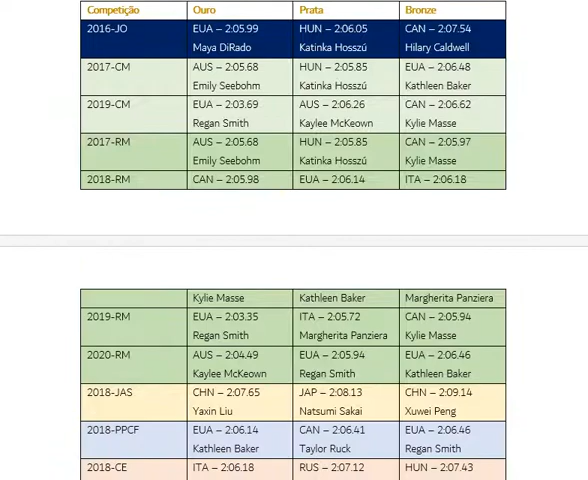 Competição Ouro Prata Bronze
2016-JO EUA – 2:05.99 HUN – 2:06.05 CAN – 2:07.54
Maya DiRado Katinka Hosszú Hilary Caldwell
2017-CM AUS – 2:05.68 HUN – 2:05.85 EUA – 2:06.48
Emily Seebohm Katinka Hosszú Kathleen Baker
2019-CM EUA – 2:03.69 AUS – 2:06.26 CAN – 2:06.62
Regan Smith Kaylee McKeown Kylie Masse
2017-RM AUS – 2:05.68 HUN – 2:05.85 CAN – 2:05.97
Emily Seebohm Katinka Hosszú Kylie Masse
2018-RM CAN – 2:05.98 EUA – 2:06.14 ITA – 2:06.18
Kylie Masse Kathleen Baker Margherita Panziera
2019-RM EUA – 2:03.35 ITA – 2:05.72 CAN – 2:05.94
Regan Smith Margherita Panziera Kylie Masse
2020-RM AUS – 2:04.49 EUA – 2:05.94 EUA – 2:06.46
Kaylee McKeown Regan Smith Kathleen Baker
2018-JAS CHN – 2:07.65 JAP – 2:08.13 CHN – 2:09.14
Yaxin Liu Natsumi Sakai Xuwei Peng
2018-PPCF EUA – 2:06.14 CAN – 2:06.41 EUA – 2:06.46
Kathleen Baker Taylor Ruck Regan Smith
2018-CE ITA – 2:06.18 RUS – 2:07.12 HUN – 2:07.43